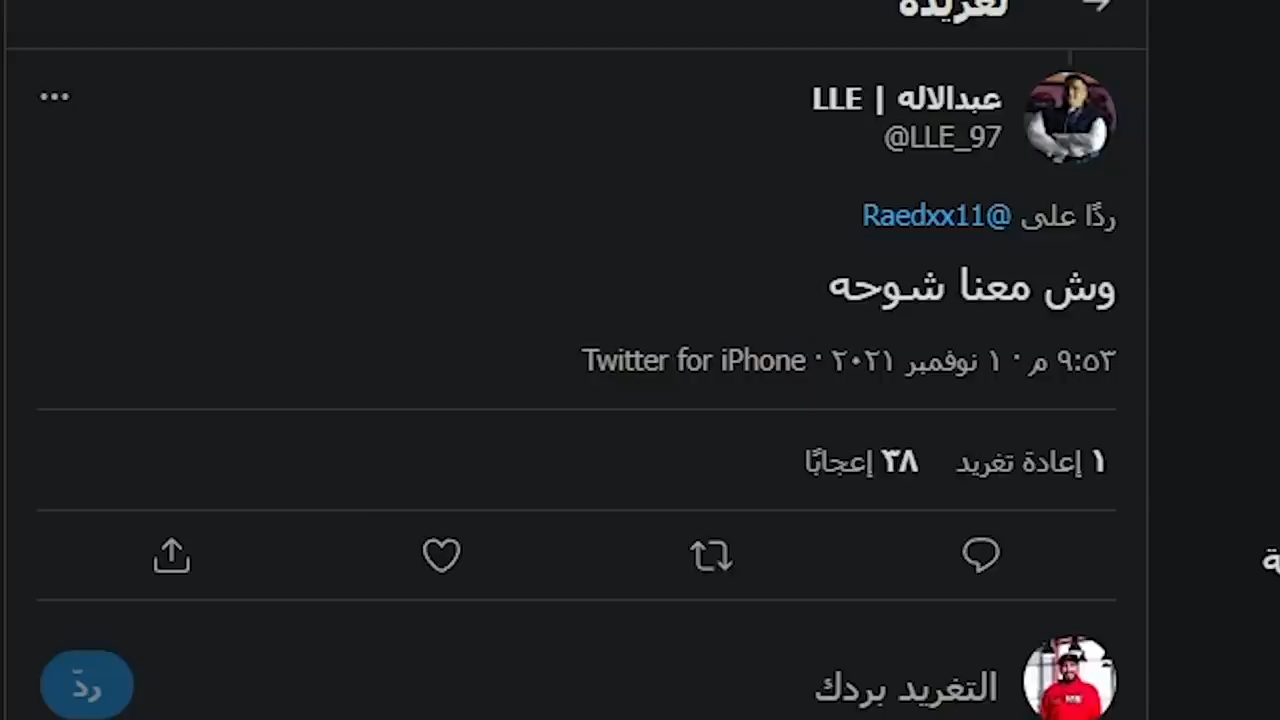 تغريدة
عبدالاله | LLE
@LLE_97
ردًا على @Raedxx11
وش معنا شوحه
٩:٥٣ م · ١ نوفمبر ٢٠٢١ · Twitter for iPhone
١ إعادة تغريد ٣٨ إعجابًا
التغريد بردك
ردّ